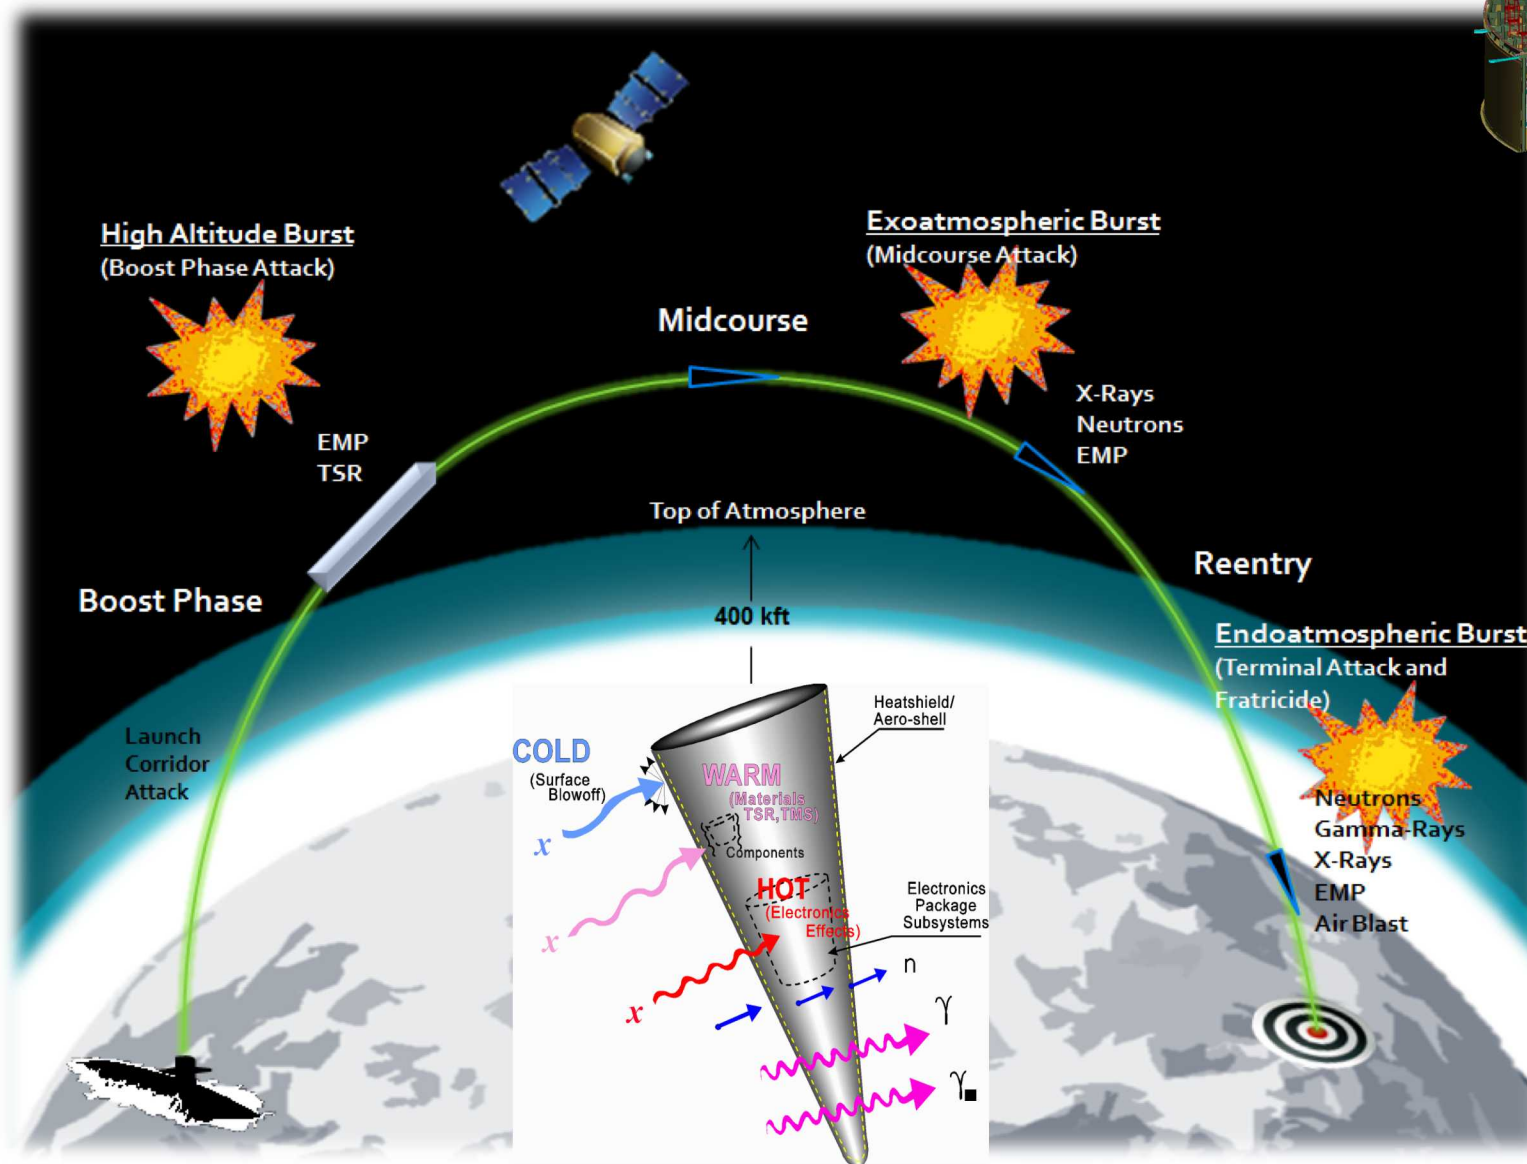 High Altitude Burst
(Boost Phase Attack)
Exoatmospheric Burst
(Midcourse Attack)
Midcourse
X-Rays
Neutrons
EMP
EMP
TSR
Top of Atmosphere
Reentry
Boost Phase
400 kft
Endoatmospheric Burst
(Terminal Attack and
Fratricide)
Launch
Corridor
Attack
Heatshield/
Aero-shell
COLD
(Surface
Blowoff)
WARM
(Materials
TSR,TMS)
Components
x
x
HOT
(Electronics
Effects)
x
Electronics
Package
Subsystems
n
γ
γ
Neutrons
Gamma-Rays
X-Rays
EMP
Air Blast